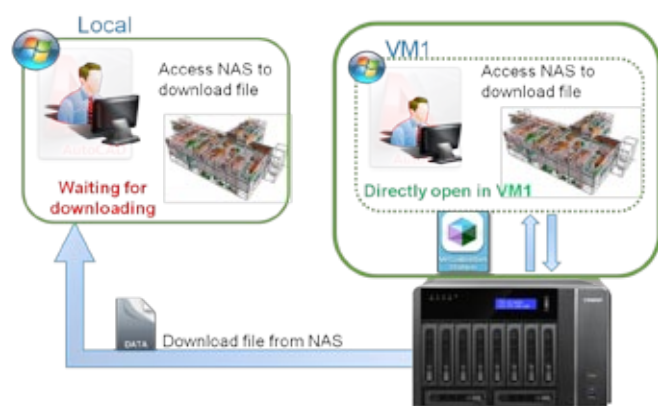 Local
Access NAS to
download file
Waiting for
downloading
VM1
Access NAS to
download file
Directly open in VM1
DATA
Download file from NAS